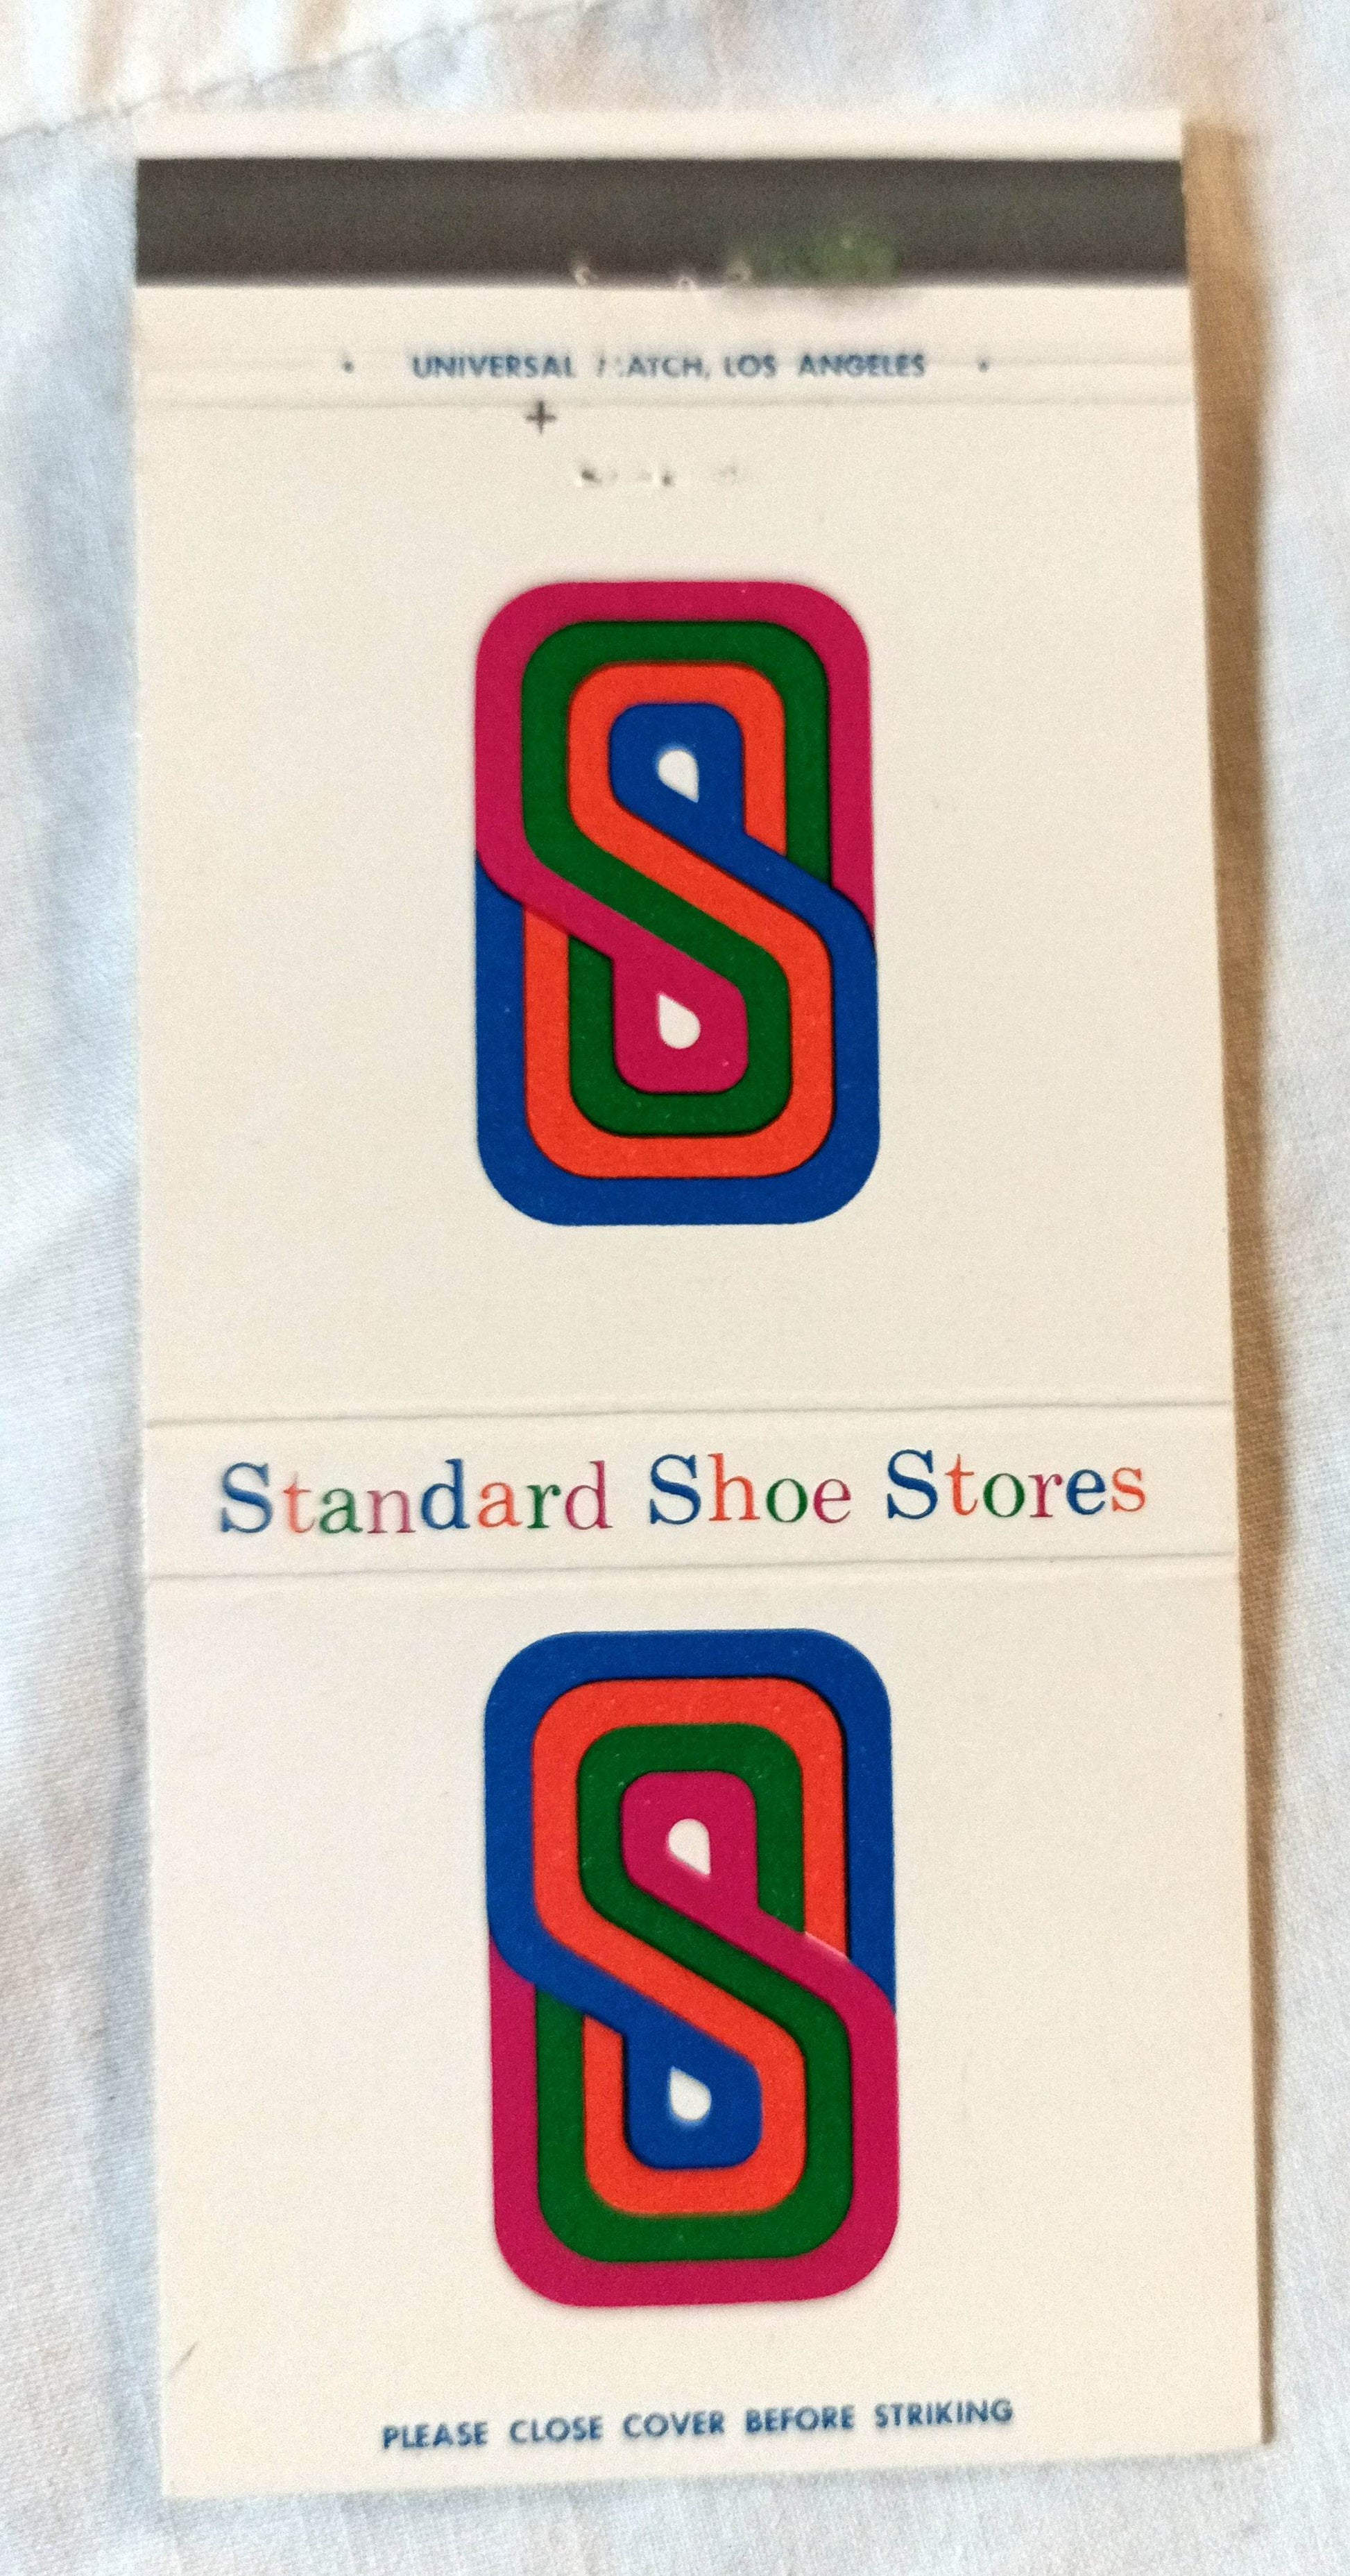 UNIVERSAL MATCH, LOS ANGELES
S
Standard Shoe Stores
S
PLEASE CLOSE COVER BEFORE STRIKING